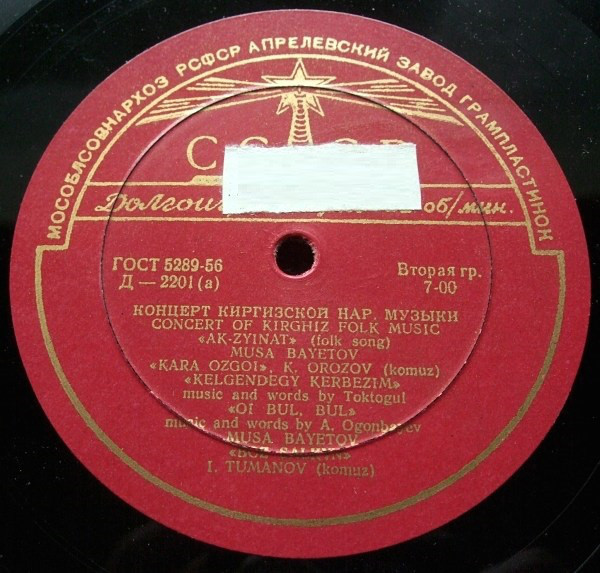 МОСОБЛСОВНАРХОЗ РСФСР АПРЕЛЕВСКИЙ ЗАВОД ГРАМПЛАСТИНОК
об/мин.
ГОСТ 5289-56
Д — 2201 (а)
Вторая гр.
7-00
КОНЦЕРТ КИРГИЗСКОЙ НАР. МУЗЫКИ
CONCERT OF KIRGHIZ FOLK MUSIC
«AK-ZYINAT» (folk song)
MUSA BAYETOV
«KARA OZGOI», K. OROZOV (komuz)
«KELGENDEGY KERBEZIM»
music and words by Toktogul
«OI BUL, BUL»
music and words by A. Ogonbayev
MUSA BAYETOV
«BOZ SALKYN»
I. TUMANOV (komuz)